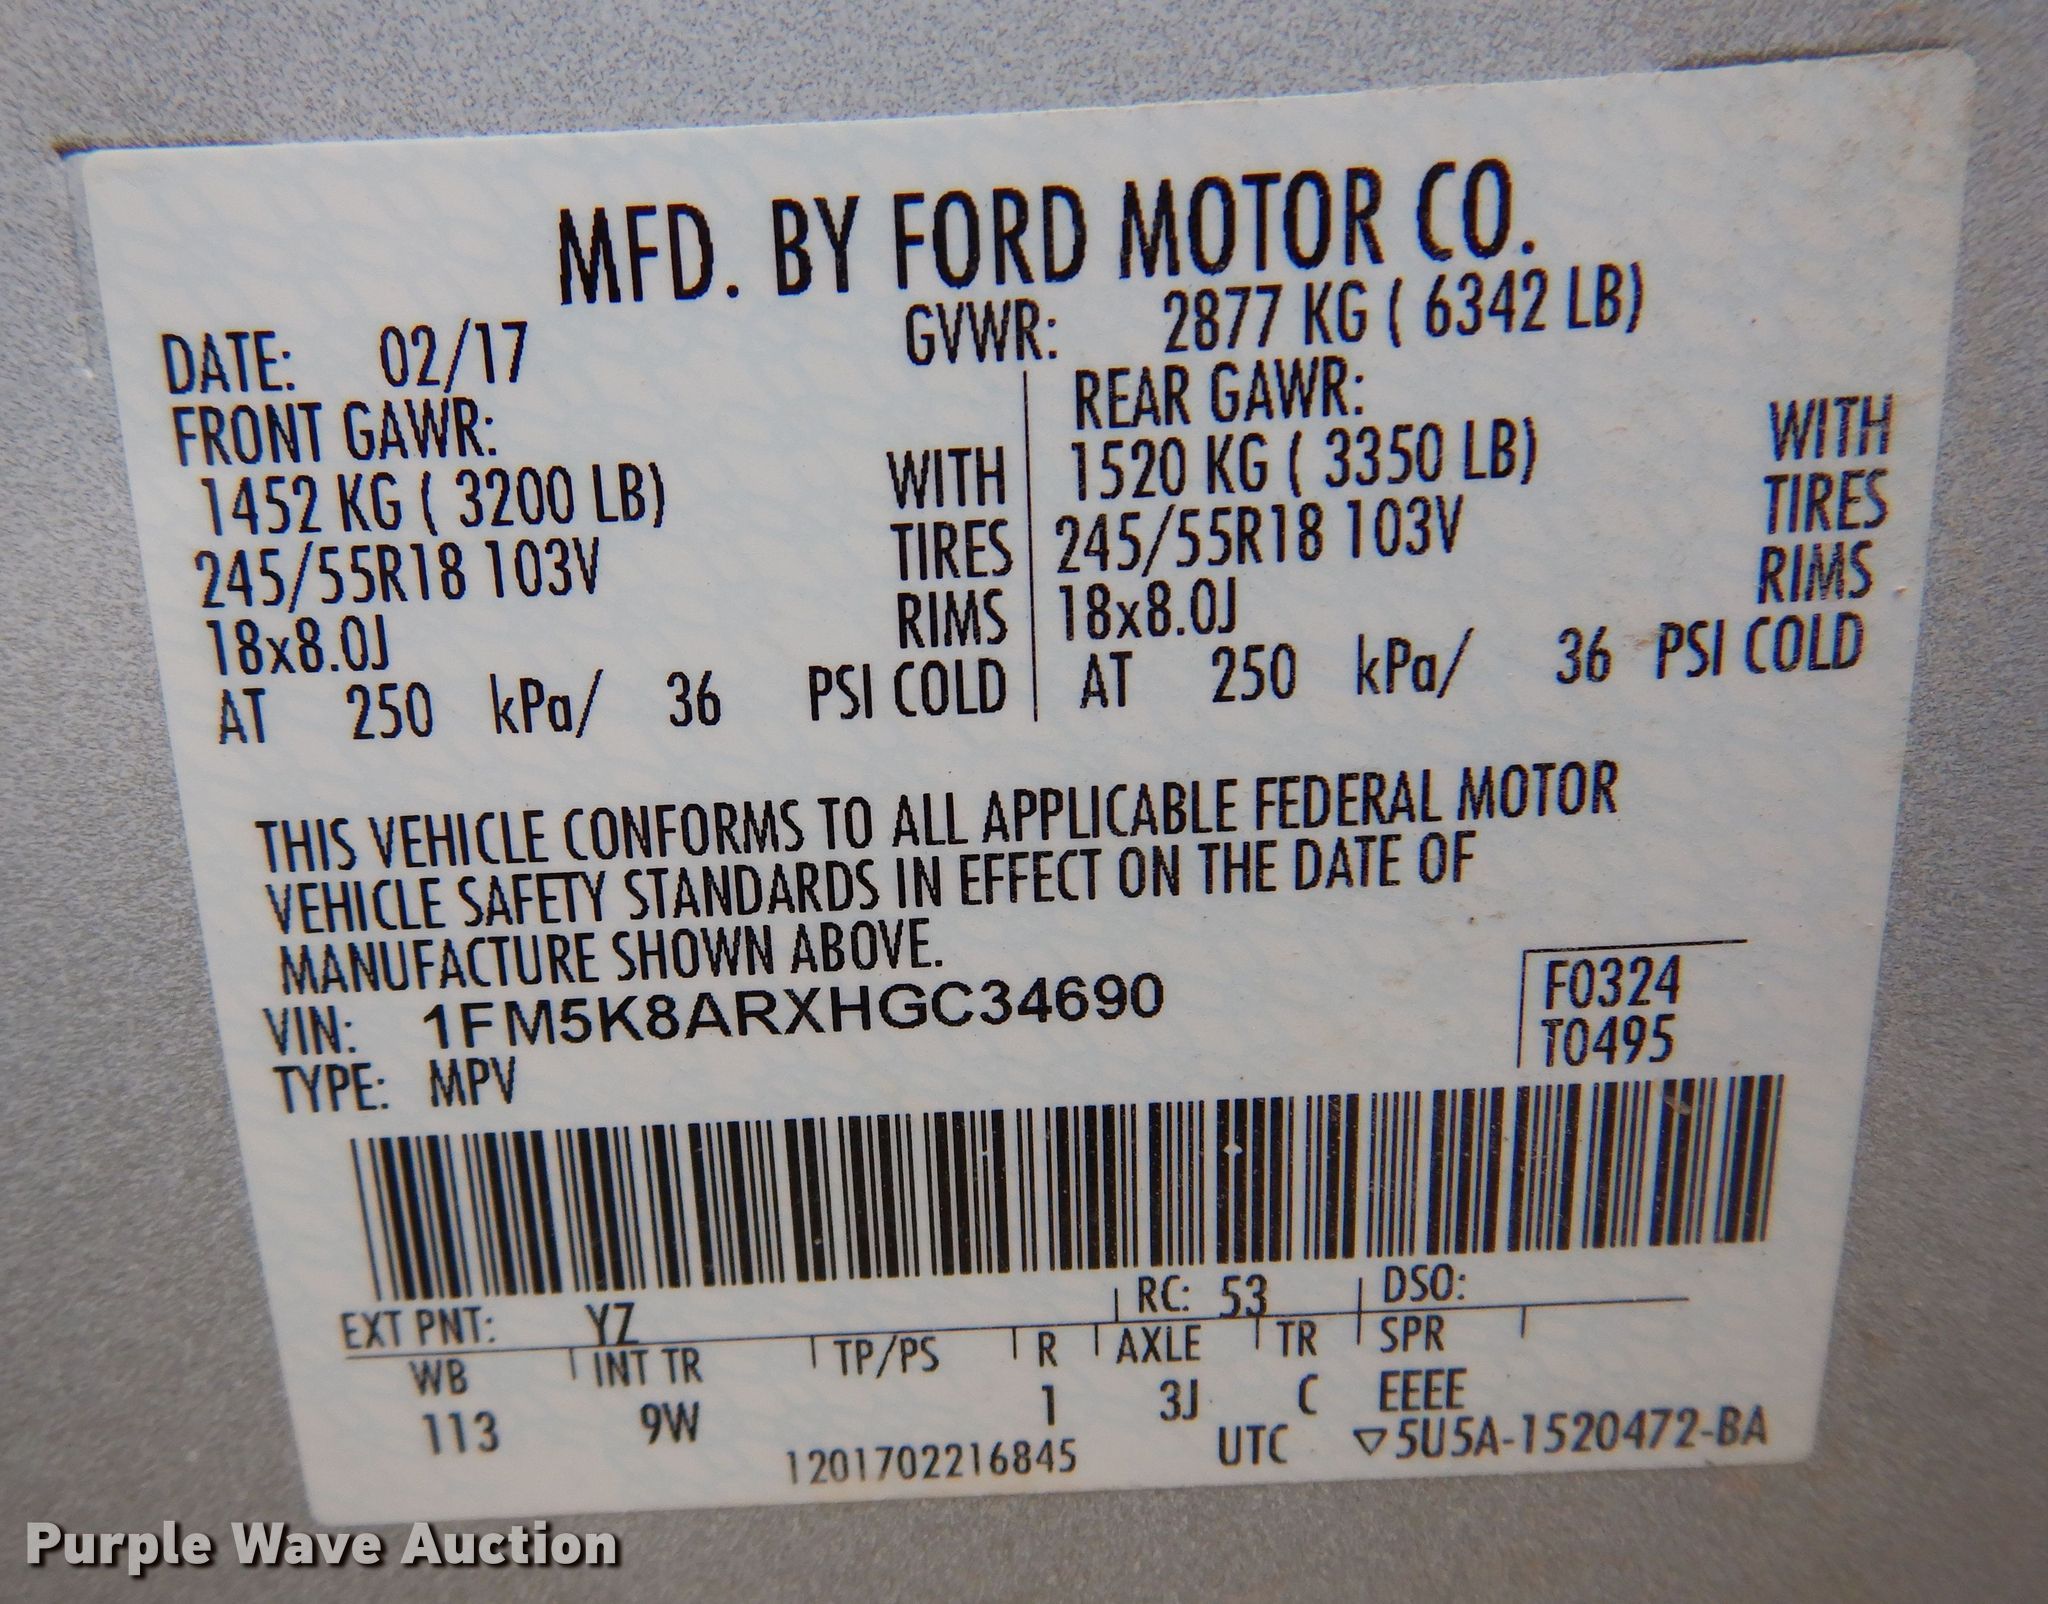 MFD. BY FORD MOTOR CO.
DATE: 02/17 GVWR: 2877 KG ( 6342 LB)
FRONT GAWR: REAR GAWR:
1452 KG ( 3200 LB) WITH 1520 KG ( 3350 LB) WITH
245/55R18 103V TIRES 245/55R18 103V TIRES
18x8.0J RIMS 18x8.0J RIMS
AT 250 kPa/ 36 PSI COLD AT 250 kPa/ 36 PSI COLD
THIS VEHICLE CONFORMS TO ALL APPLICABLE FEDERAL MOTOR
VEHICLE SAFETY STANDARDS IN EFFECT ON THE DATE OF
MANUFACTURE SHOWN ABOVE.
VIN: 1FM5K8ARXHGC34690 F0324
TYPE: MPV T0495
EXT PNT: YZ RC: 53 DSO:
WB INT TR TP/PS R AXLE TR SPR
113 9W 1 3J C EEEE
1201702216845 UTC ▽5U5A-1520472-BA
Purple Wave Auction